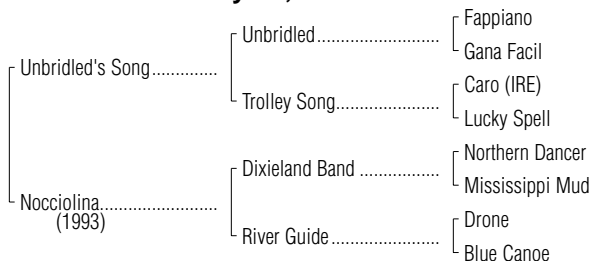 Fappiano
Unbridled
Gana Facil
Unbridled's Song
Caro (IRE)
Trolley Song
Lucky Spell
Northern Dancer
Dixieland Band
Mississippi Mud
Nocciolina
(1993)
Drone
River Guide
Blue Canoe